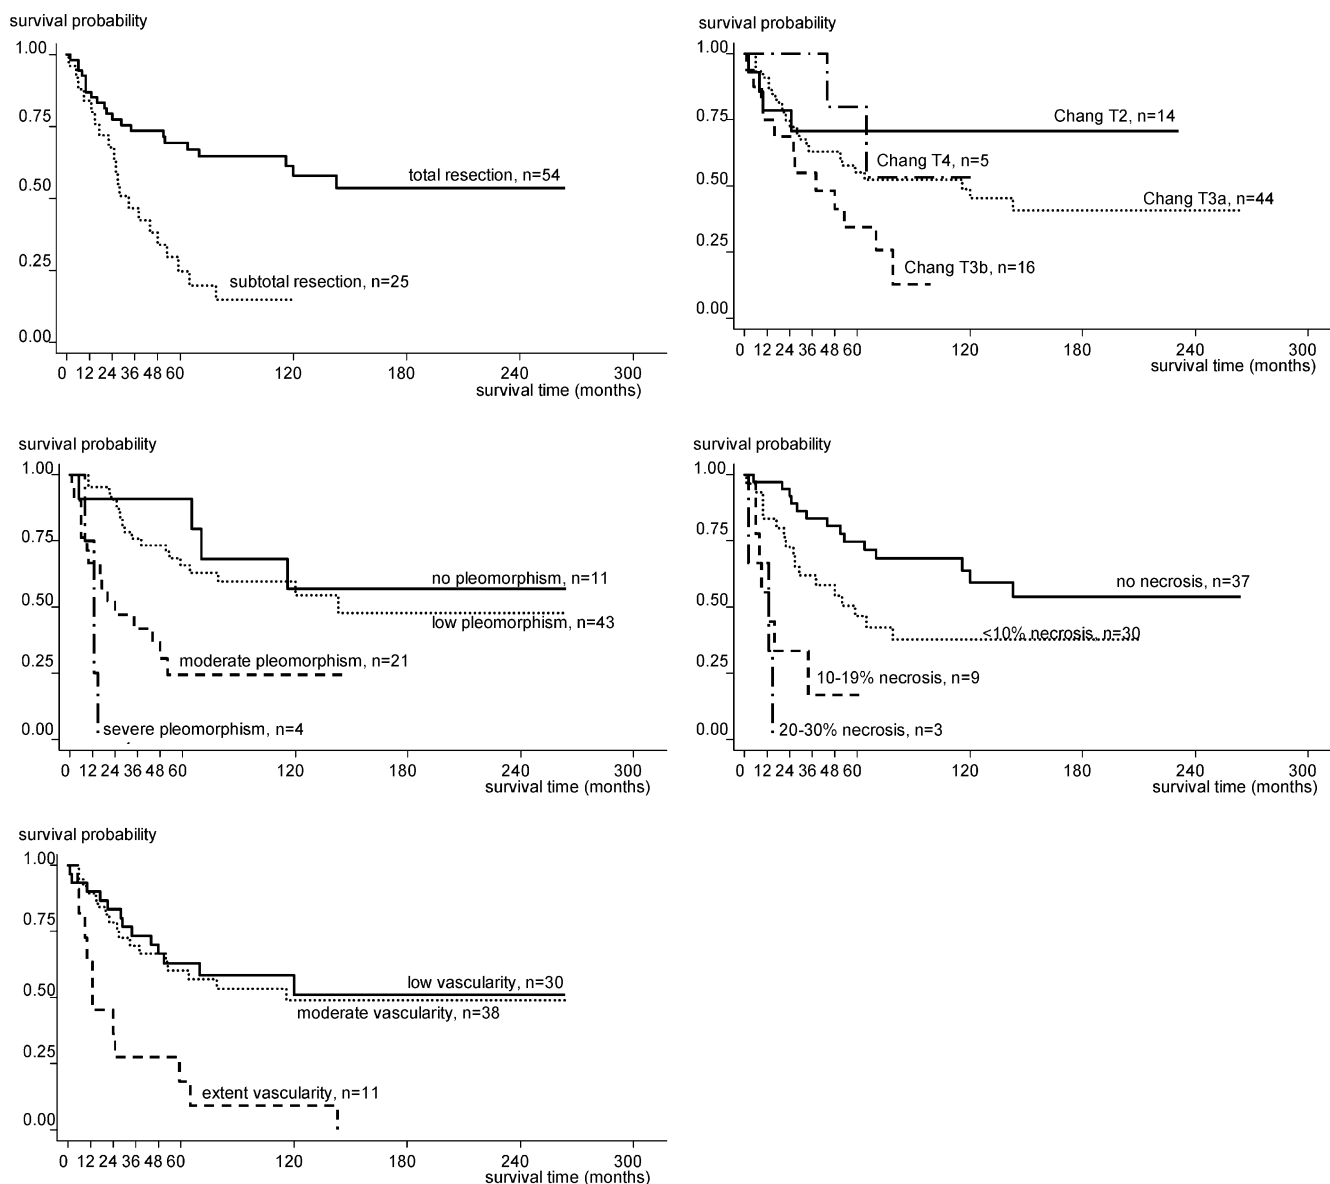 survival probability
1.00
0.75
0.50
0.25
0.00
total resection, n=54
subtotal resection, n=25
0 12 24 36 48 60 120 180 240 300
survival time (months)
survival probability
1.00
0.75
0.50
0.25
0.00
Chang T2, n=14
Chang T4, n=5
Chang T3a, n=44
Chang T3b, n=16
0 12 24 36 48 60 120 180 240 300
survival time (months)
survival probability
1.00
0.75
0.50
0.25
0.00
no pleomorphism, n=11
low pleomorphism, n=43
moderate pleomorphism, n=21
severe pleomorphism, n=4
0 12 24 36 48 60 120 180 240 300
survival time (months)
survival probability
1.00
0.75
0.50
0.25
0.00
no necrosis, n=37
<10% necrosis, n=30
10-19% necrosis, n=9
20-30% necrosis, n=3
0 12 24 36 48 60 120 180 240 300
survival time (months)
survival probability
1.00
0.75
0.50
0.25
0.00
low vascularity, n=30
moderate vascularity, n=38
extent vascularity, n=11
0 12 24 36 48 60 120 180 240 300
survival time (months)